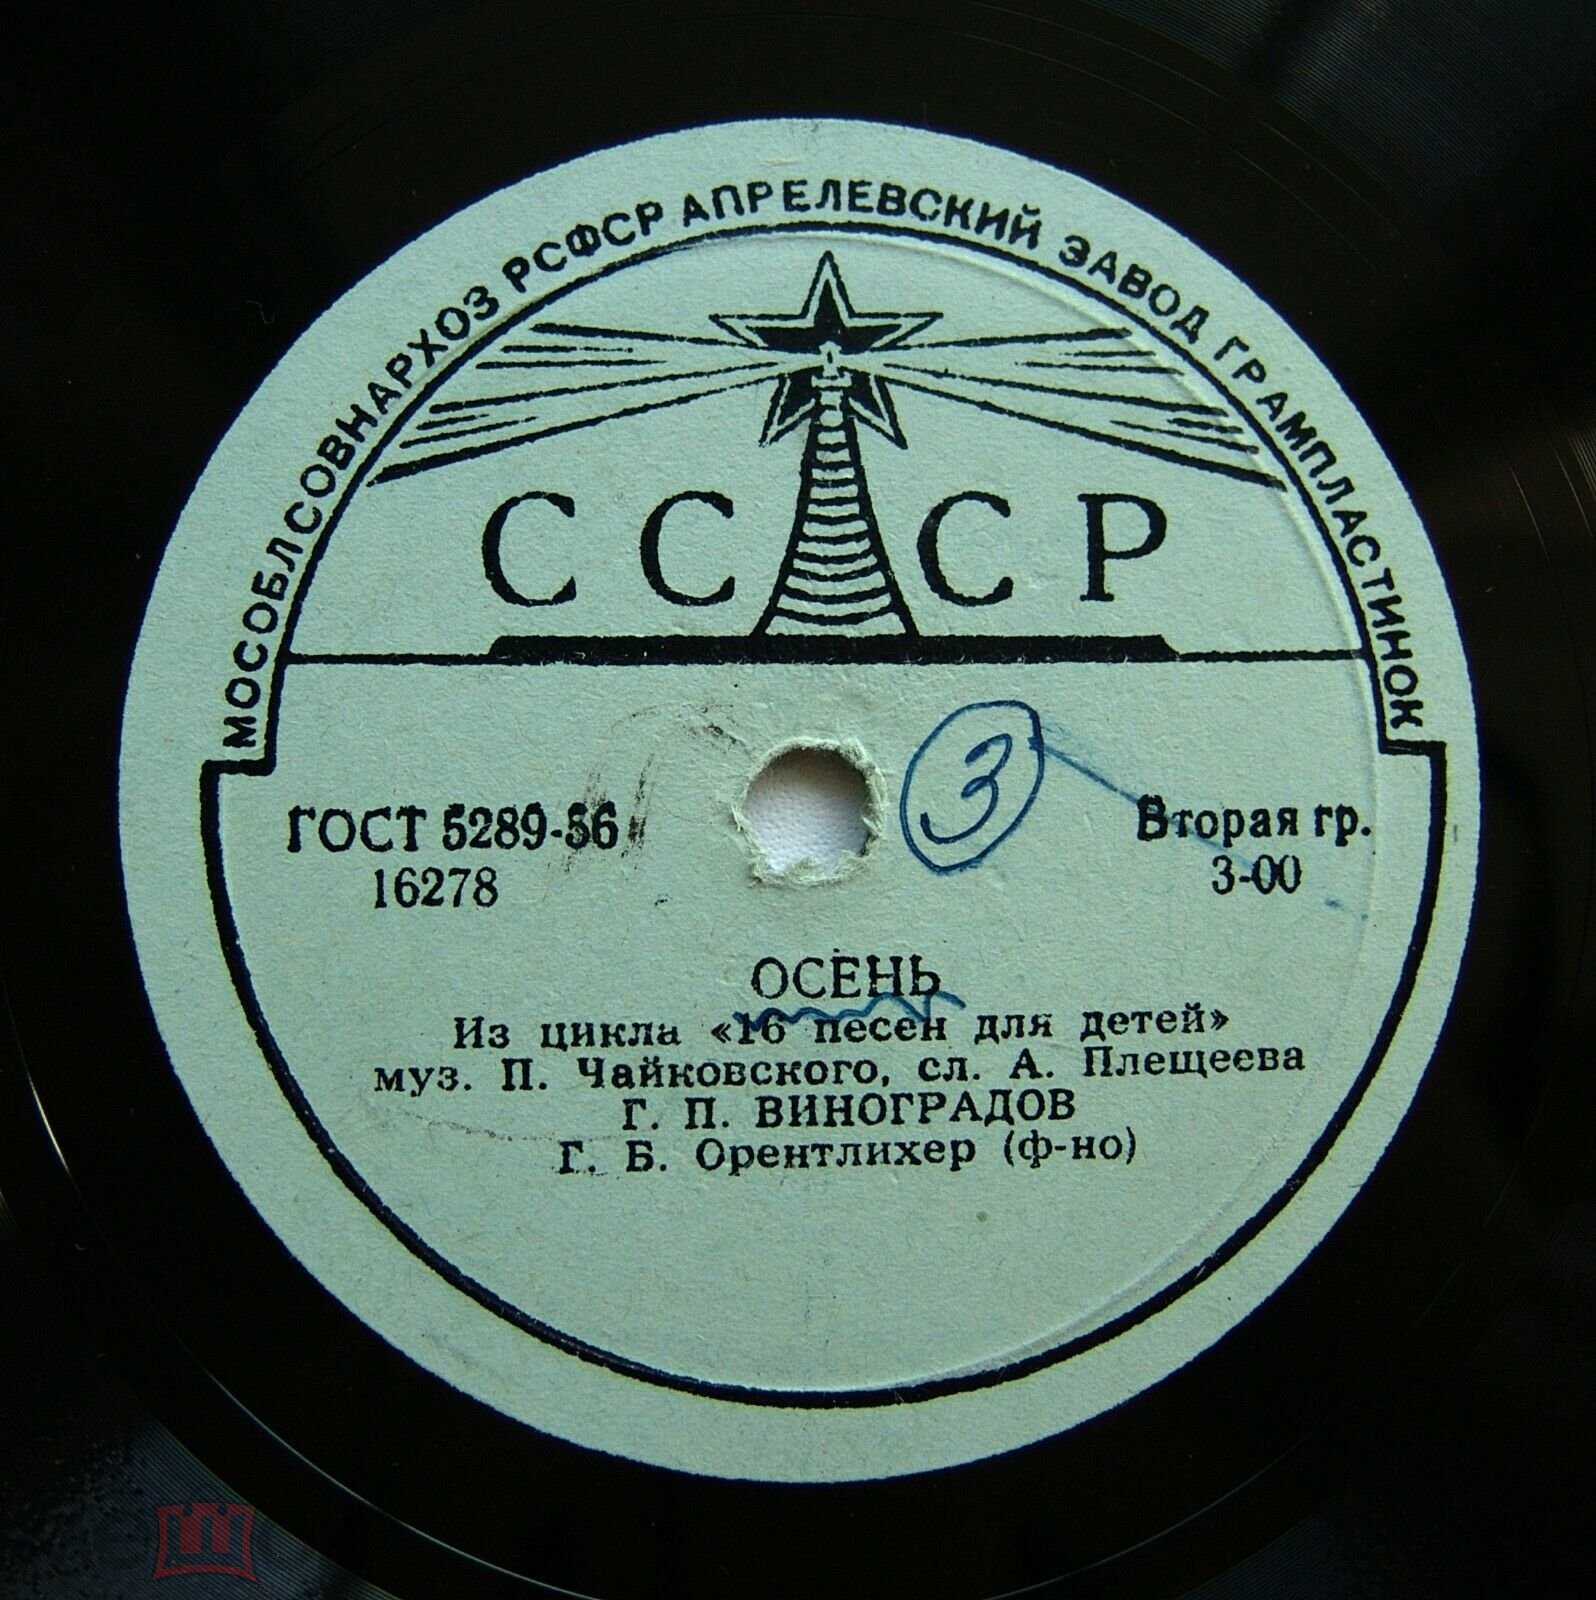 МОСОБЛСОВНАРХОЗ РСФСР АПРЕЛЕВСКИЙ ЗАВОД ГРАМПЛАСТИНОК
СССР
3
ГОСТ 5289-56
Вторая гр.
16278
3-00
ОСЕНЬ
Из цикла «16 песен для детей»
муз. П. Чайковского, сл. А. Плещеева
Г. П. ВИНОГРАДОВ
Г. Б. Орентлихер (ф-но)